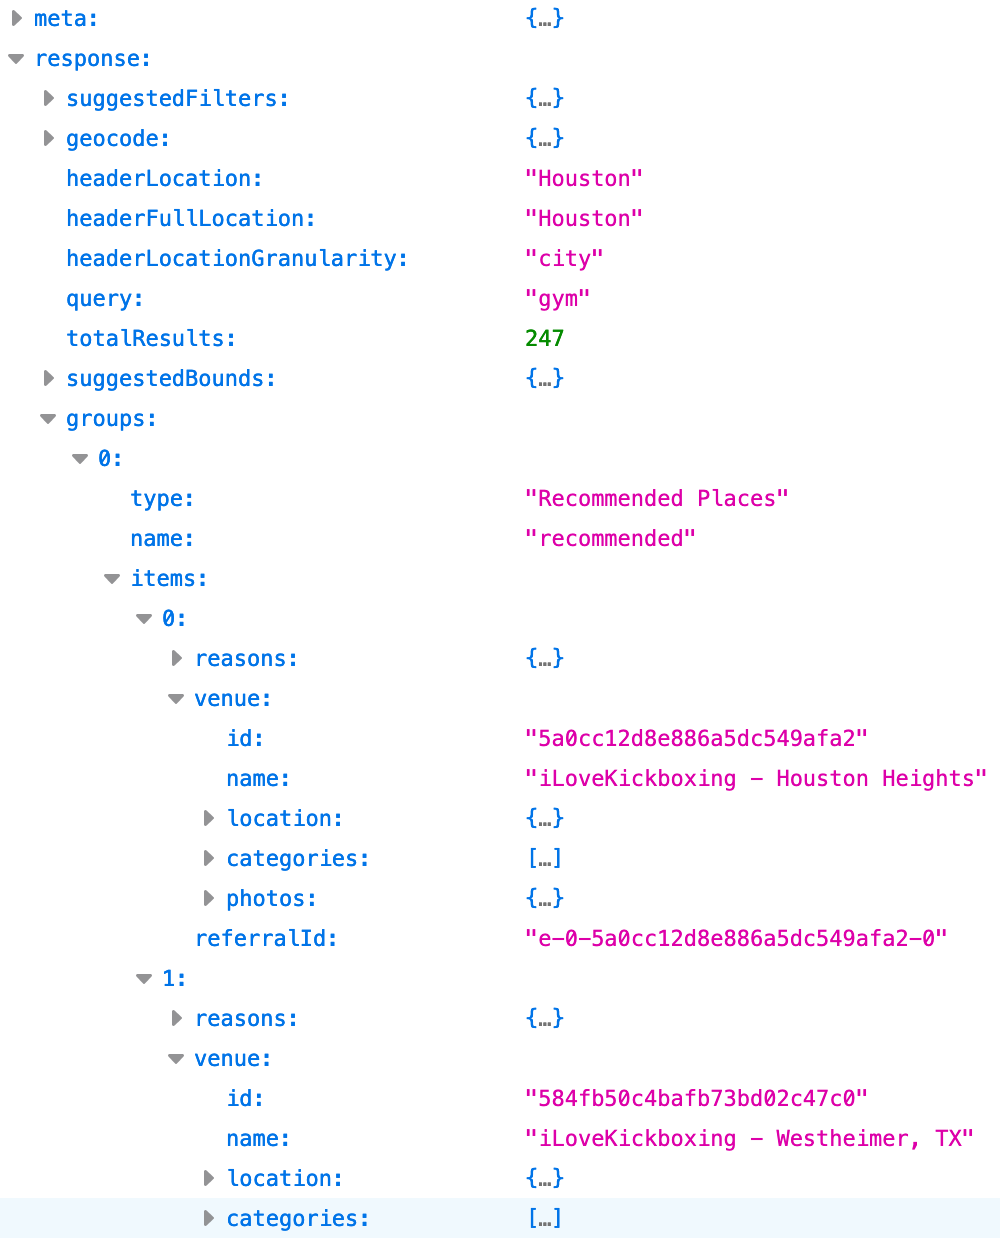 meta: {…}
response:
suggestedFilters: {…}
geocode: {…}
headerLocation: "Houston"
headerFullLocation: "Houston"
headerLocationGranularity: "city"
query: "gym"
totalResults: 247
suggestedBounds: {…}
groups:
0:
type: "Recommended Places"
name: "recommended"
items:
0:
reasons: {…}
venue:
id: "5a0cc12d8e886a5dc549afa2"
name: "iLoveKickboxing - Houston Heights"
location: {…}
categories: […]
photos: {…}
referralId: "e-0-5a0cc12d8e886a5dc549afa2-0"
1:
reasons: {…}
venue:
id: "584fb50c4bafb73bd02c47c0"
name: "iLoveKickboxing - Westheimer, TX"
location: {…}
categories: […]